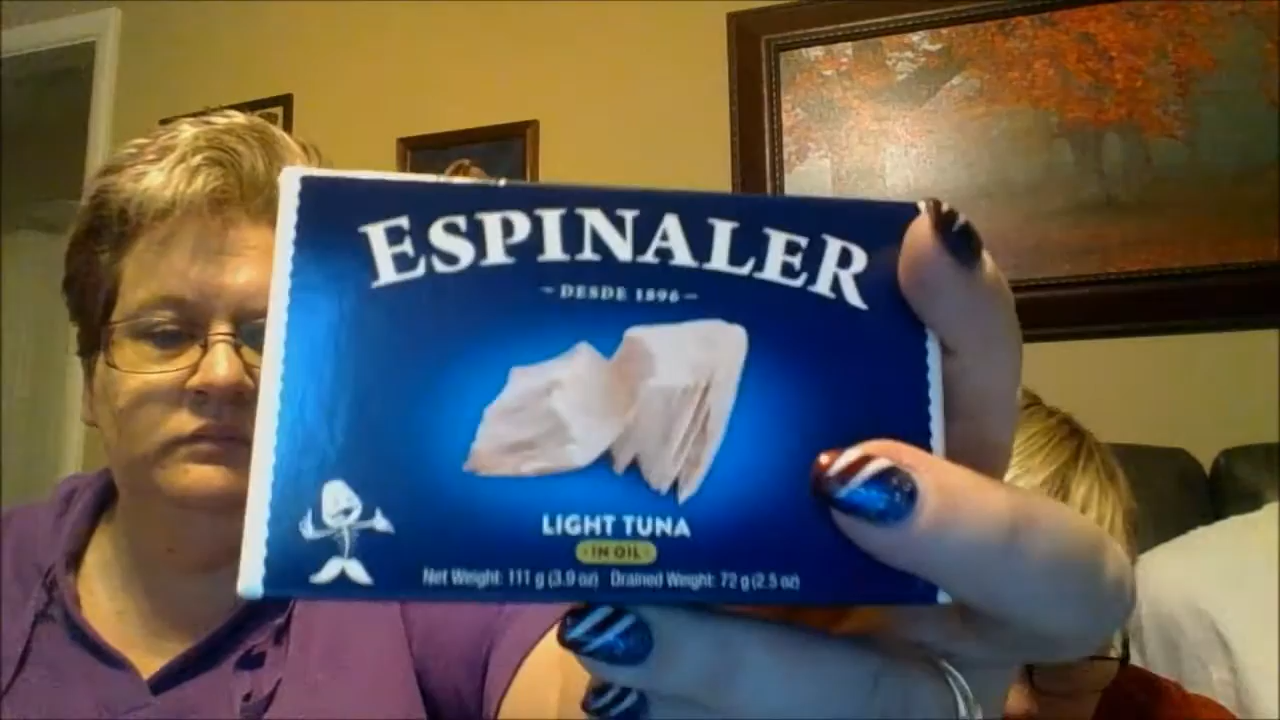 ESPINALER
~ DESDE 1896 ~
LIGHT TUNA
· IN OIL ·
Net Weight: 111 g (3.9 oz) Drained Weight: 72 g (2.5 oz)